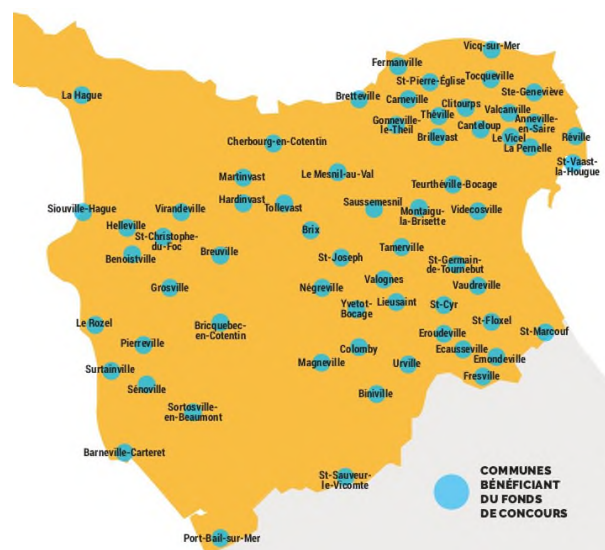 Vicq-sur-Mer
Fermanville
St-Pierre-Église
Tocqueville
La Hague
Bretteville
Carneville
Clitourps
Ste-Geneviève
Valcanville
Gonneville-
le-Theil
Théville
Canteloup
Anneville-
en-Saire
Brillevast
Le Vicel
Réville
La Pernelle
Cherbourg-en-Cotentin
St-Vaast-
la-Hougue
Martinvast
Le Mesnil-au-Val
Teurthéville-Bocage
Hardinvast
Tollevast
Saussemesnil
Montaigu-
la-Brisette
Videcosville
Siouville-Hague
Virandeville
Helleville
St-Christophe-
du-Foc
Brix
Benoistville
Breuville
St-Joseph
Tamerville
St-Germain-
de-Tournebut
Grosville
Négreville
Valognes
Vaudreville
Yvetot-
Bocage
Lieusaint
St-Cyr
Le Rozel
Bricquebec-
en-Cotentin
St-Floxel
St-Marcouf
Pierreville
Colomby
Eroudeville
Ecausseville
Emondeville
Surtainville
Magneville
Urville
Fresville
Sénoville
Biniville
Sortosville-
en-Beaumont
Barneville-Carteret
St-Sauveur-
le-Vicomte
Port-Bail-sur-Mer
COMMUNES
BÉNÉFICIANT
DU FONDS
DE CONCOURS